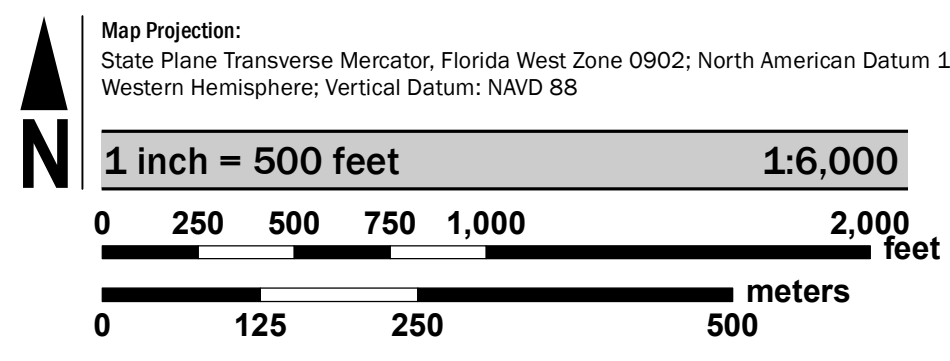 Map Projection:
State Plane Transverse Mercator, Florida West Zone 0902; North American Datum 1
Western Hemisphere; Vertical Datum: NAVD 88
N
1 inch = 500 feet 1:6,000
0 250 500 750 1,000 2,000
feet
meters
0 125 250 500